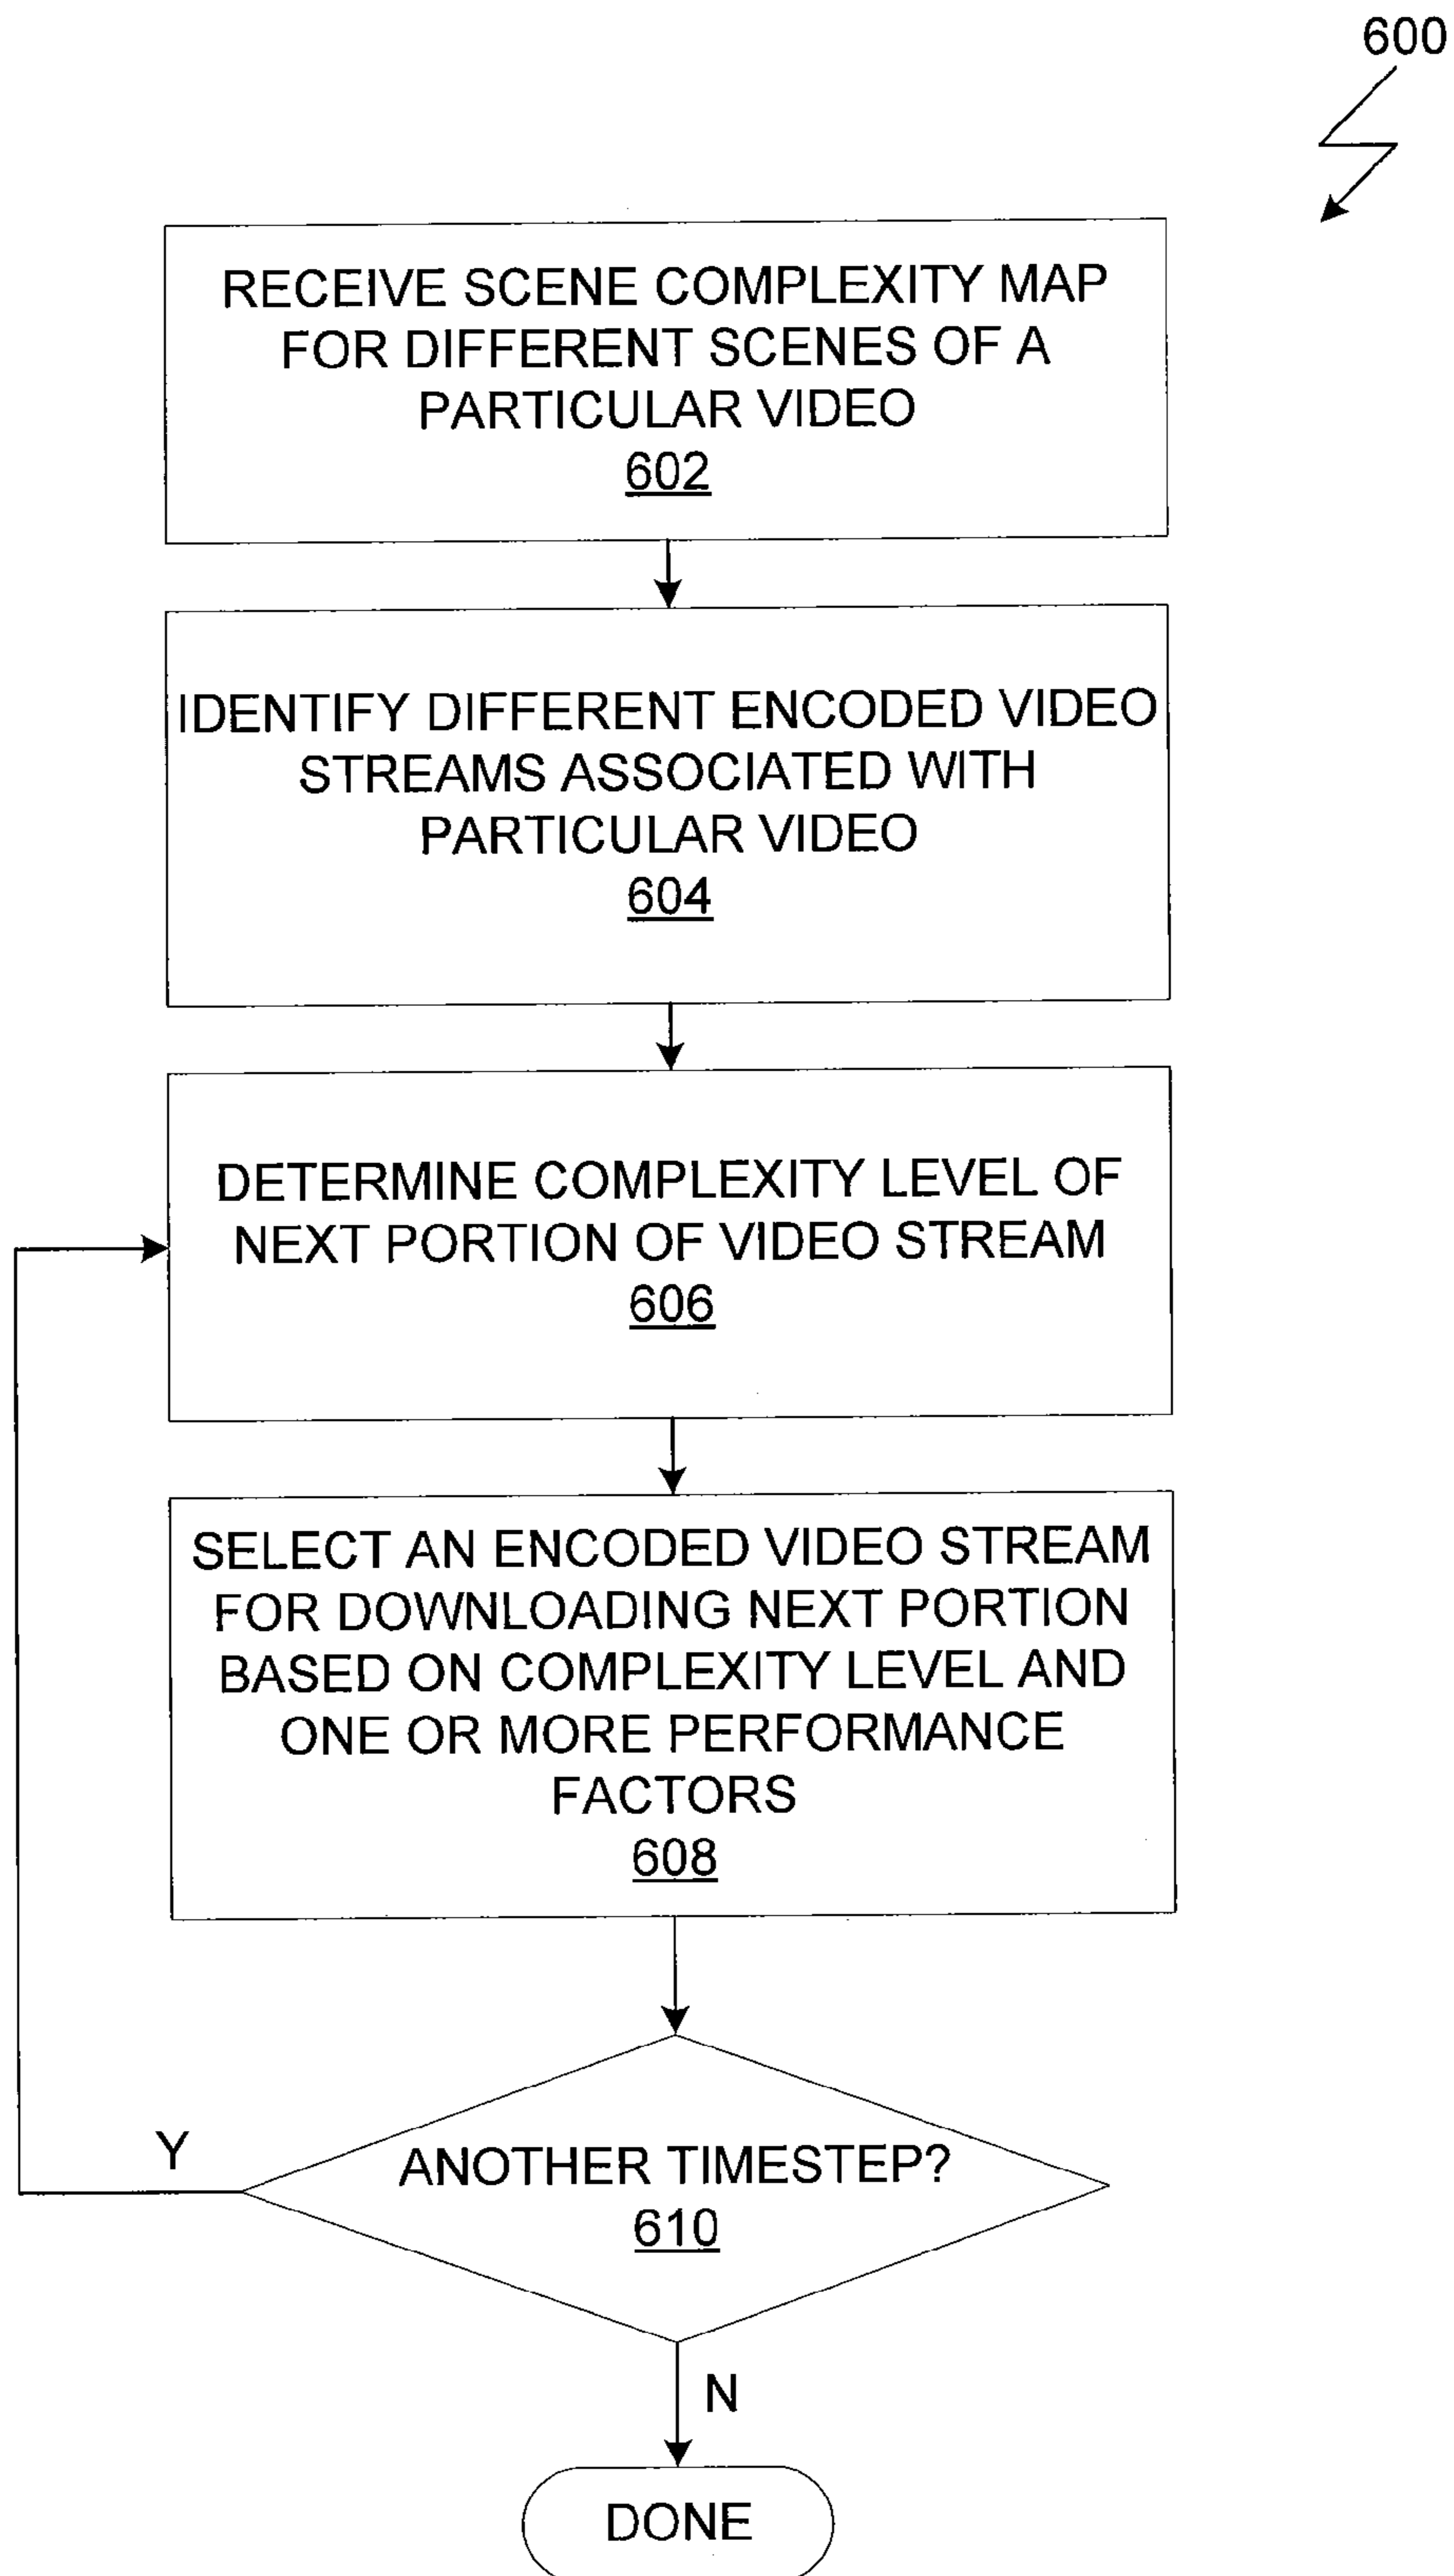 600
RECEIVE SCENE COMPLEXITY MAP
FOR DIFFERENT SCENES OF A
PARTICULAR VIDEO
602
IDENTIFY DIFFERENT ENCODED VIDEO
STREAMS ASSOCIATED WITH
PARTICULAR VIDEO
604
DETERMINE COMPLEXITY LEVEL OF
NEXT PORTION OF VIDEO STREAM
606
SELECT AN ENCODED VIDEO STREAM
FOR DOWNLOADING NEXT PORTION
BASED ON COMPLEXITY LEVEL AND
ONE OR MORE PERFORMANCE
FACTORS
608
Y
ANOTHER TIMESTEP?
610
N
DONE